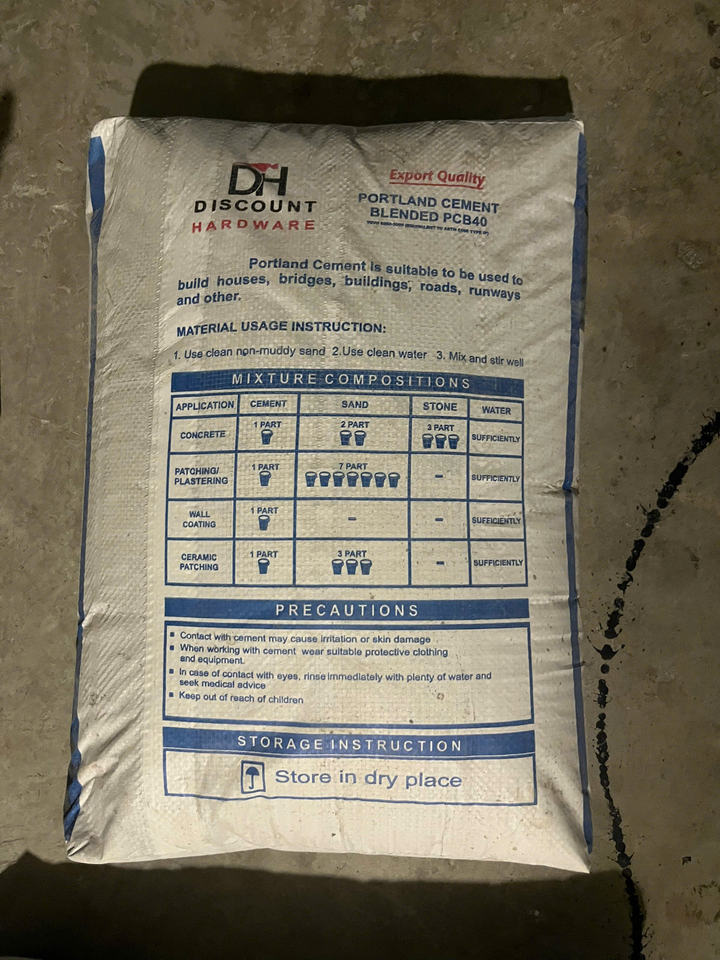 DH
DISCOUNT
HARDWARE
Export Quality
PORTLAND CEMENT
BLENDED PCB40
Portland Cement is suitable to be used to
build houses, bridges, buildings, roads, runways
and other.
MATERIAL USAGE INSTRUCTION:
1. Use clean non-muddy sand 2.Use clean water 3. Mix and stir well
MIXTURE COMPOSITIONS
APPLICATION CEMENT SAND STONE WATER
CONCRETE 1 PART 2 PART 3 PART SUFFICIENTLY
PATCHING/
PLASTERING 1 PART 7 PART - SUFFICIENTLY
WALL
COATING 1 PART - - SUFFICIENTLY
CERAMIC
PATCHING 1 PART 3 PART - SUFFICIENTLY
PRECAUTIONS
Contact with cement may cause irritation or skin damage
When working with cement wear suitable protective clothing
and equipment.
In case of contact with eyes, rinse immediately with plenty of water and
seek medical advice
Keep out of reach of children
STORAGE INSTRUCTION
Store in dry place